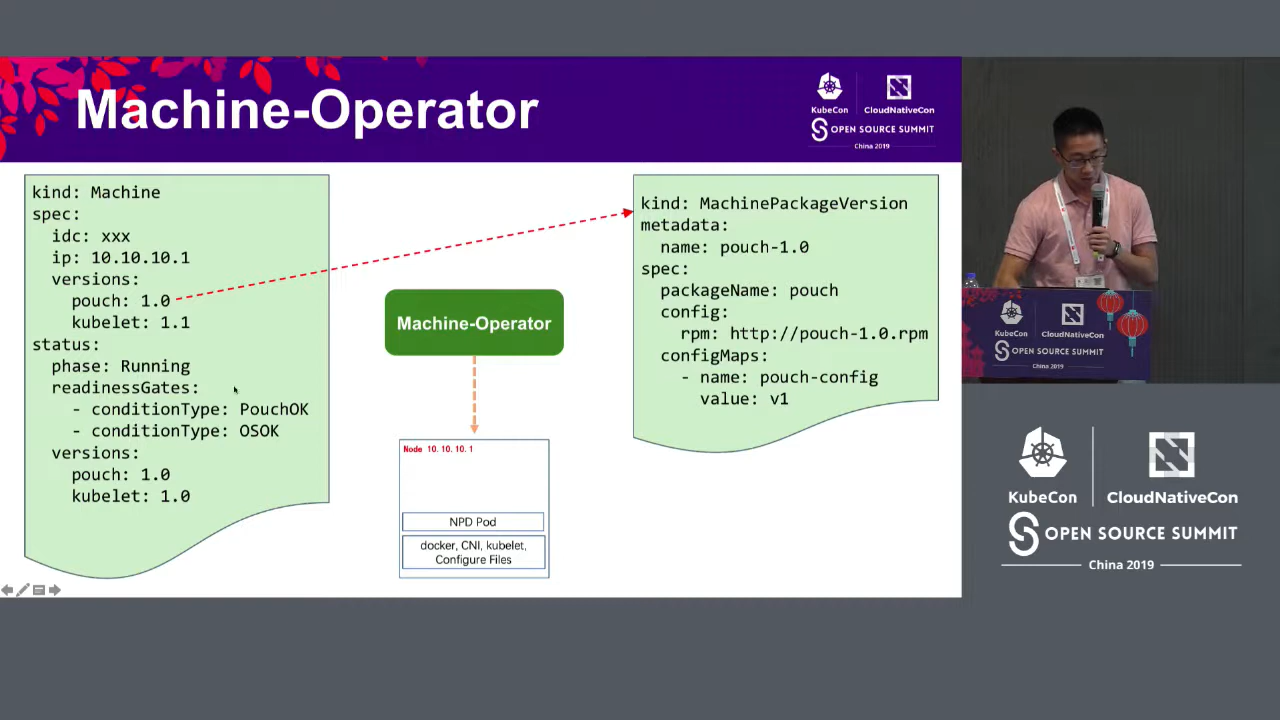 Machine-Operator
KubeCon
CloudNativeCon
OPEN SOURCE SUMMIT
China 2019
kind: Machine
spec:
idc: xxx
ip: 10.10.10.1
versions:
pouch: 1.0
kubelet: 1.1
status:
phase: Running
readinessGates:
- conditionType: PouchOK
- conditionType: OSOK
versions:
pouch: 1.0
kubelet: 1.0
Machine-Operator
Node 10.10.10.1
NPD Pod
docker, CNI, kubelet,
Configure Files
kind: MachinePackageVersion
metadata:
name: pouch-1.0
spec:
packageName: pouch
config:
rpm: http://pouch-1.0.rpm
configMaps:
- name: pouch-config
value: v1
KubeCon
CloudNativeCon
OPEN SOURCE SUMMIT
China 2019
KubeCon
CloudNativeCon
OPEN SOURCE SUMMIT
China 2019